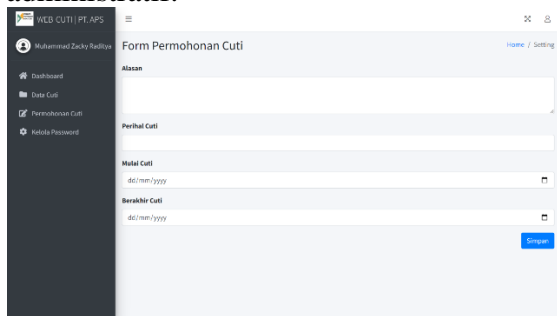 WEB CUTI | PT. APS
Muhammad Zacky Raditya
Dashboard
Data Cuti
Permohonan Cuti
Kelola Password
Form Permohonan Cuti
Home / Setting
Alasan
Perihal Cuti
Mulai Cuti
dd/mm/yyyy
Berakhir Cuti
dd/mm/yyyy
Simpan